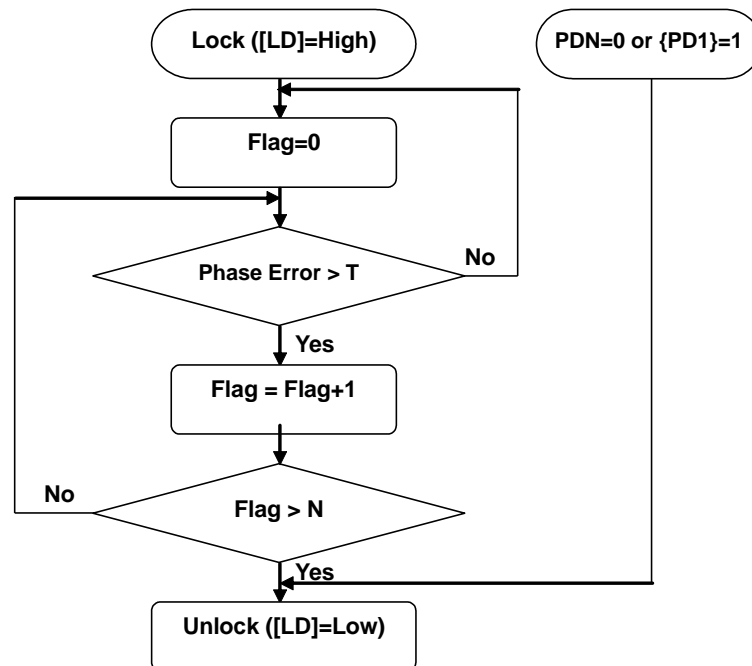 Lock ([LD]=High)
PDN=0 or {PD1}=1
Flag=0
Phase Error > T
No
Yes
Flag = Flag+1
No
Flag > N
Yes
Unlock ([LD]=Low)